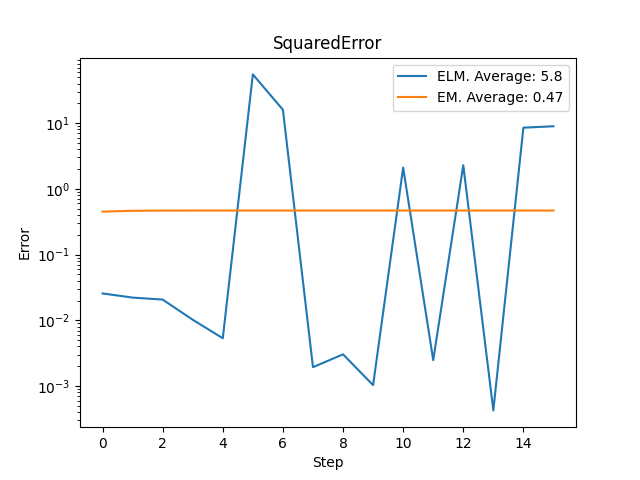 SquaredError
ELM. Average: 5.8
EM. Average: 0.47
10¹
10⁰
10⁻¹
10⁻²
10⁻³
Error
0 2 4 6 8 10 12 14
Step